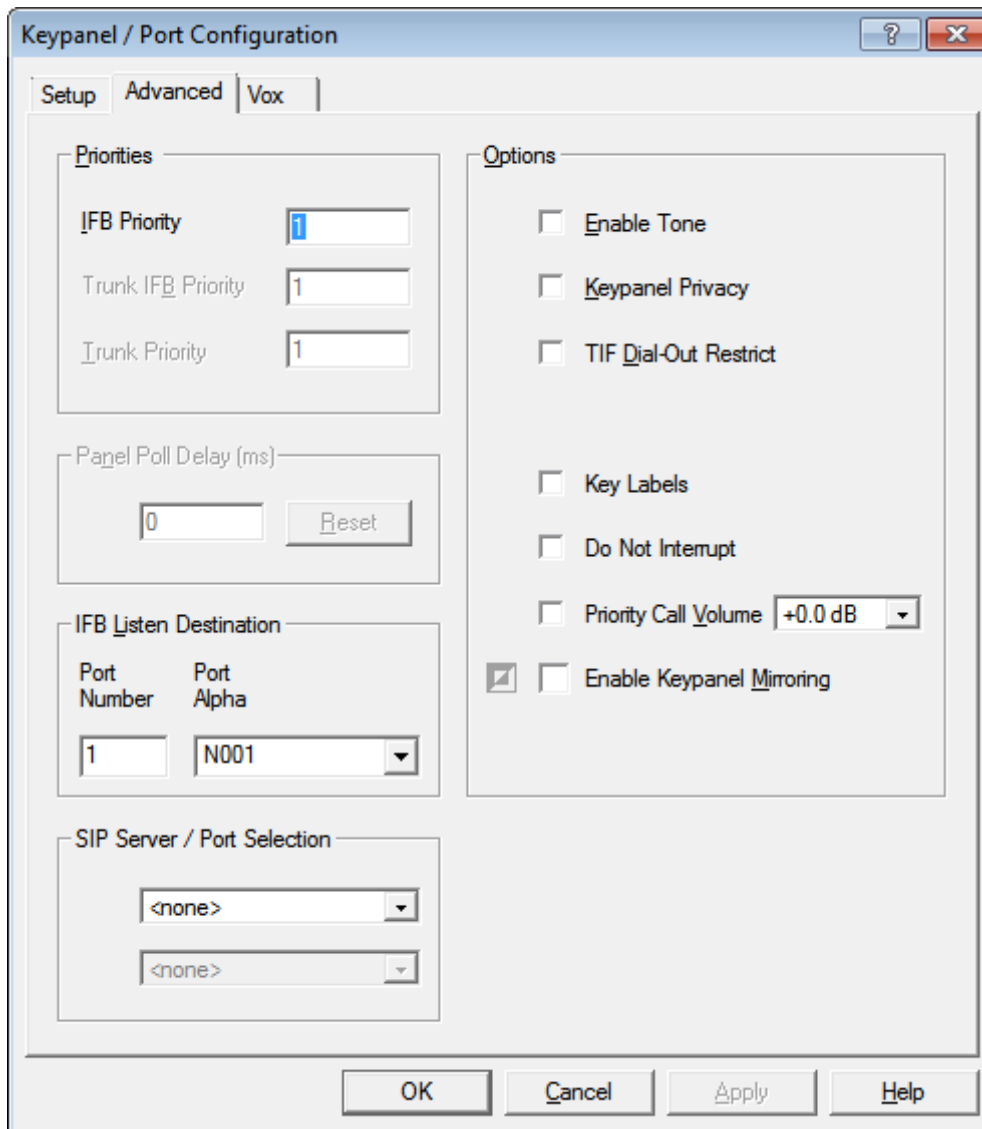 Keypanel / Port Configuration
?
Setup Advanced Vox
Priorities
IFB Priority 1
Trunk IFB Priority 1
Trunk Priority 1
Panel Poll Delay (ms)
0 Reset
IFB Listen Destination
Port Number Port Alpha
1 N001
SIP Server / Port Selection
<none>
<none>
Options
Enable Tone
Keypanel Privacy
TIF Dial-Out Restrict
Key Labels
Do Not Interrupt
Priority Call Volume +0.0 dB
Enable Keypanel Mirroring
OK Cancel Apply Help